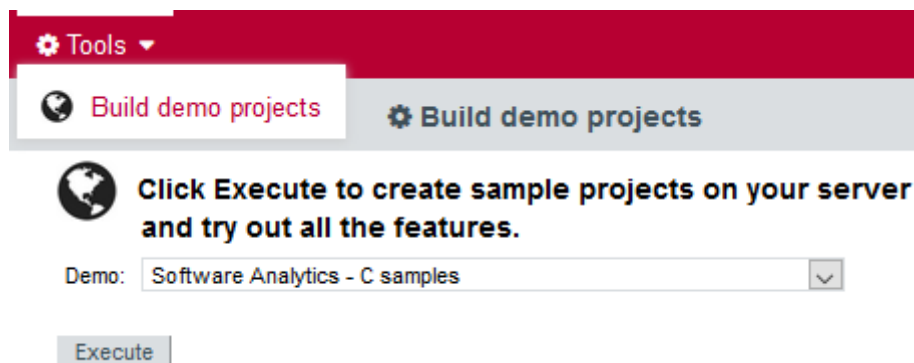 Tools
Build demo projects
Build demo projects
Click Execute to create sample projects on your server
and try out all the features.
Demo: Software Analytics - C samples
Execute